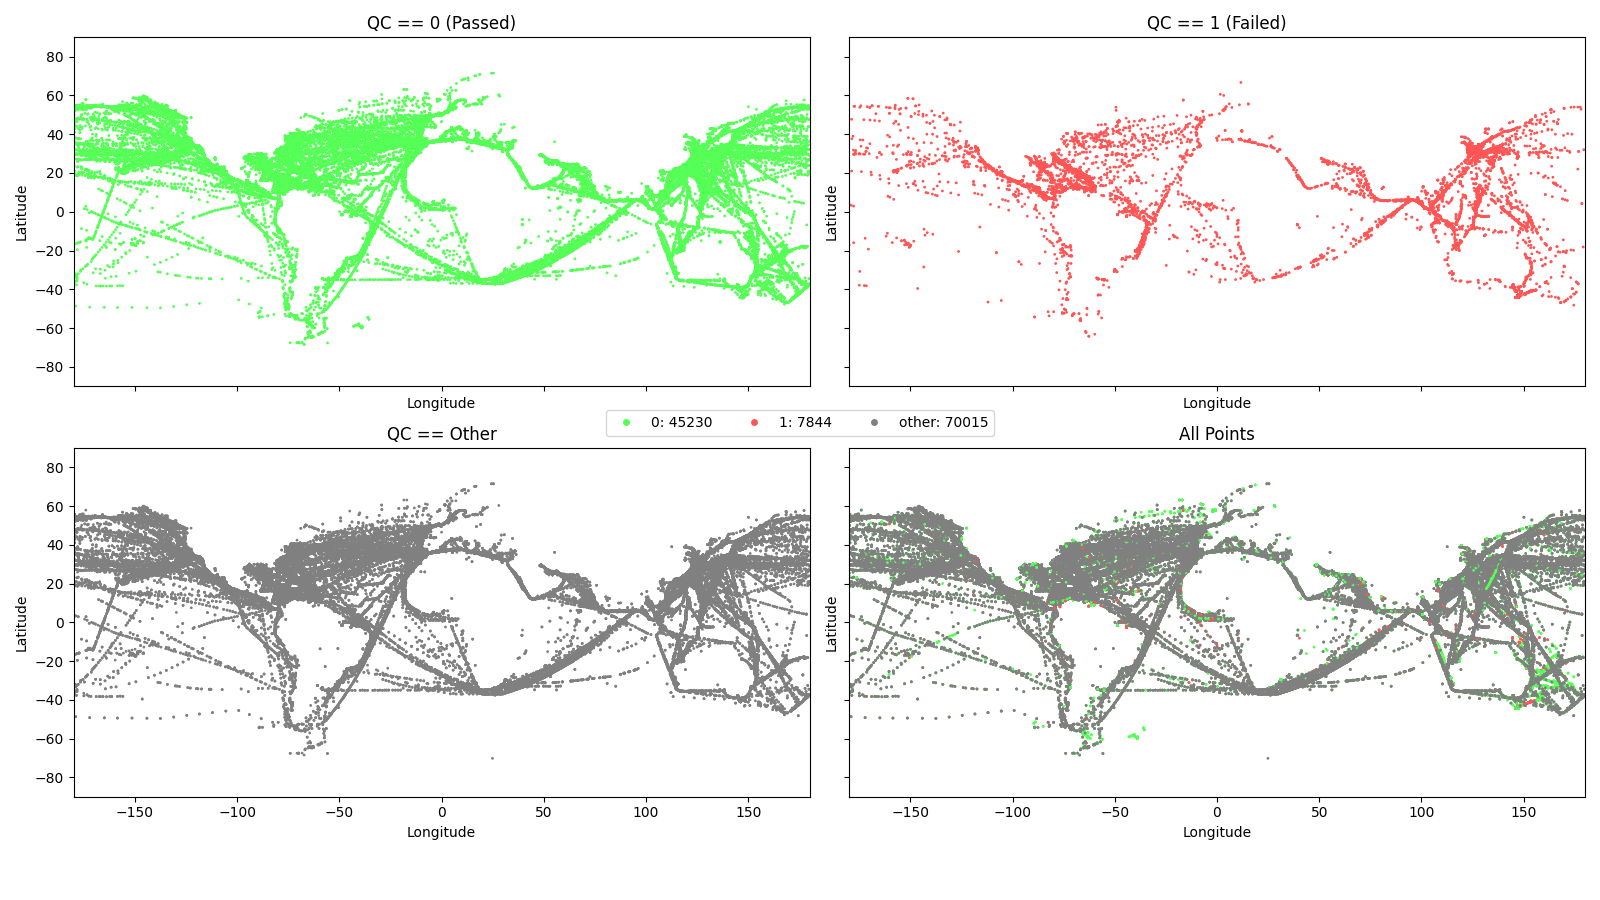 QC == 0 (Passed)
QC == 1 (Failed)
80
60
40
20
0
−20
−40
−60
−80
Latitude
Latitude
Longitude
Longitude
0: 45230
1: 7844
other: 70015
QC == Other
All Points
80
60
40
20
0
−20
−40
−60
−80
Latitude
Latitude
−150 −100 −50 0 50 100 150
−150 −100 −50 0 50 100 150
Longitude
Longitude